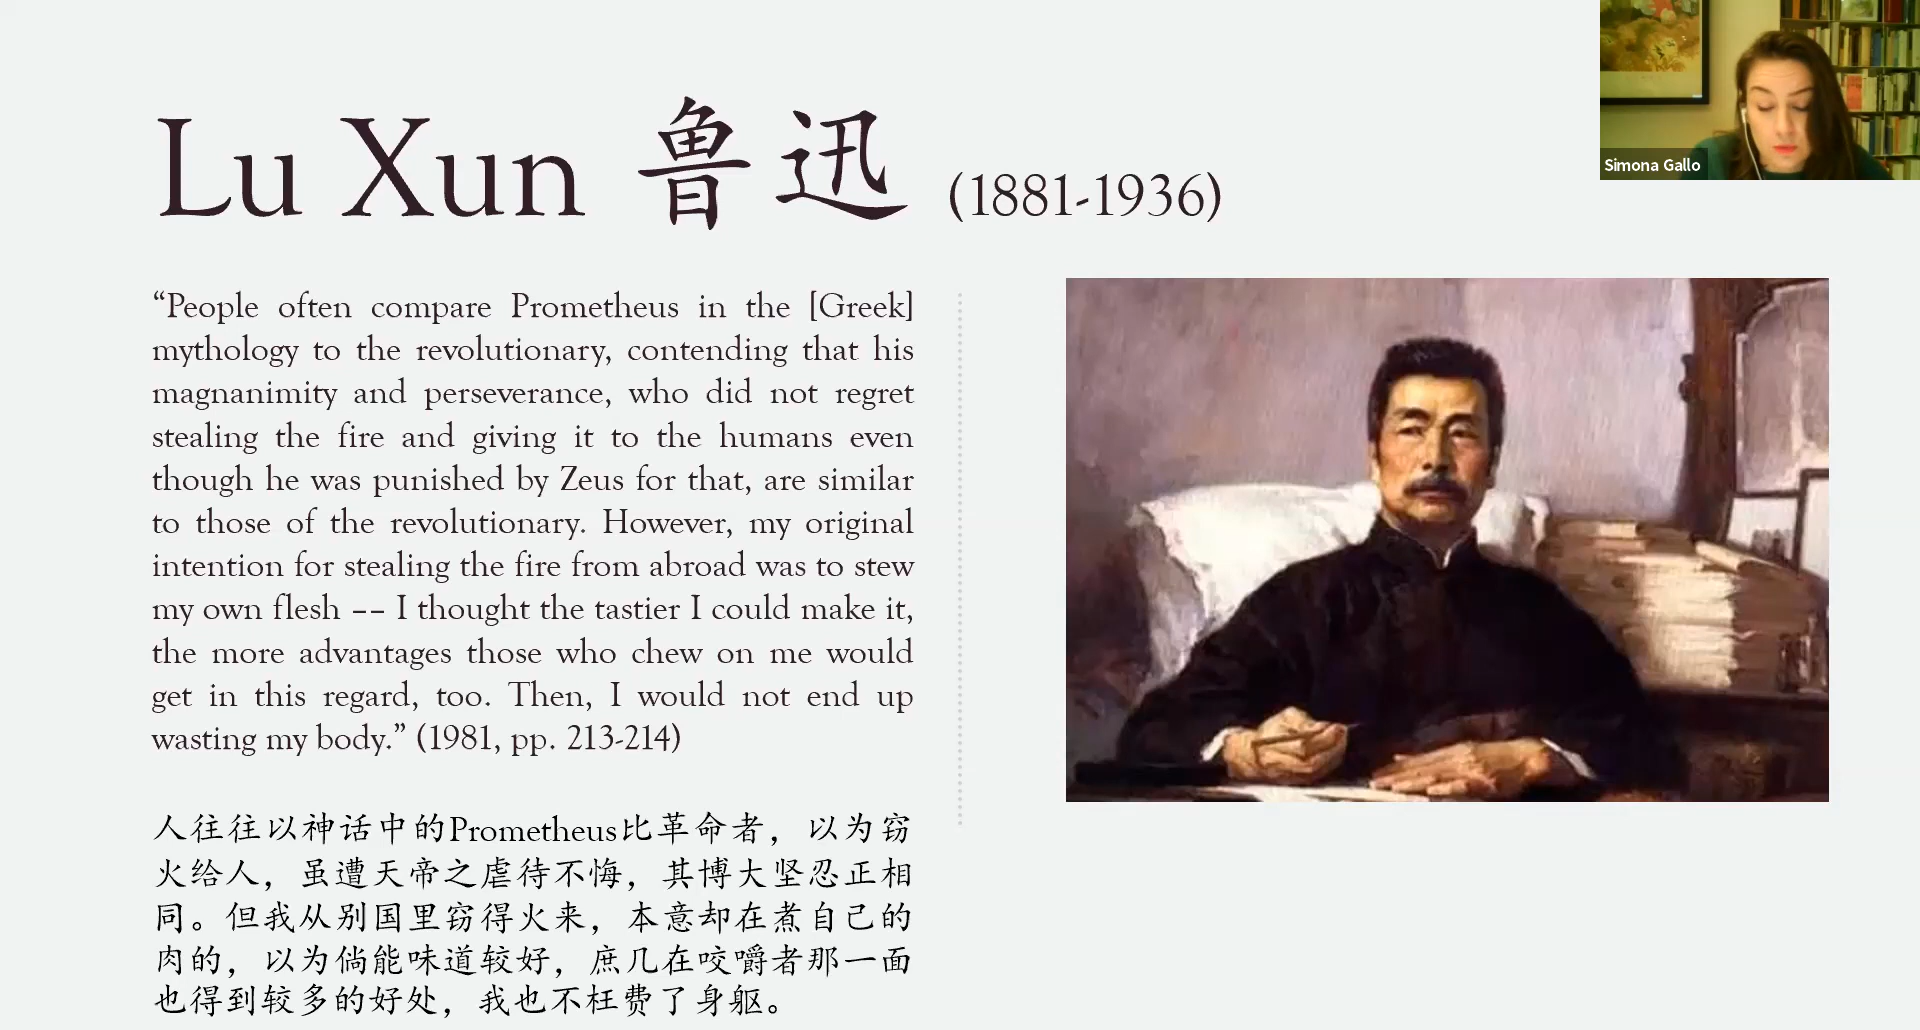 Lu Xun 鲁迅 (1881-1936)
“People often compare Prometheus in the [Greek]
mythology to the revolutionary, contending that his
magnanimity and perseverance, who did not regret
stealing the fire and giving it to the humans even
though he was punished by Zeus for that, are similar
to those of the revolutionary. However, my original
intention for stealing the fire from abroad was to stew
my own flesh –– I thought the tastier I could make it,
the more advantages those who chew on me would
get in this regard, too. Then, I would not end up
wasting my body.” (1981, pp. 213-214)
人往往以神话中的Prometheus比革命者，以为窃
火给人，虽遭天帝之虐待不悔，其博大坚忍正相
同。但我从别国里窃得火来，本意却在煮自己的
肉的，以为倘能味道较好，庶几在咬嚼者那一面
也得到较多的好处，我也不枉费了身躯。
Simona Gallo